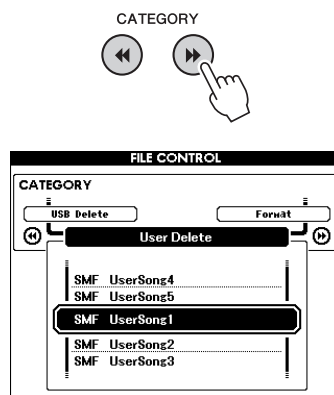 CATEGORY
FILE CONTROL
CATEGORY
USB Delete Format
User Delete
SMF UserSong4
SMF UserSong5
SMF UserSong1
SMF UserSong2
SMF UserSong3